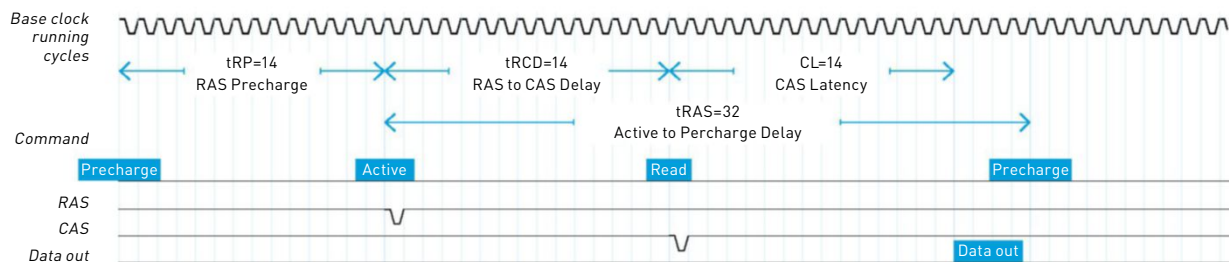 Base clock
running
cycles
tRP=14
RAS Precharge
tRCD=14
RAS to CAS Delay
CL=14
CAS Latency
tRAS=32
Active to Percharge Delay
Command
Precharge
Active
Read
Precharge
RAS
CAS
Data out
Data out